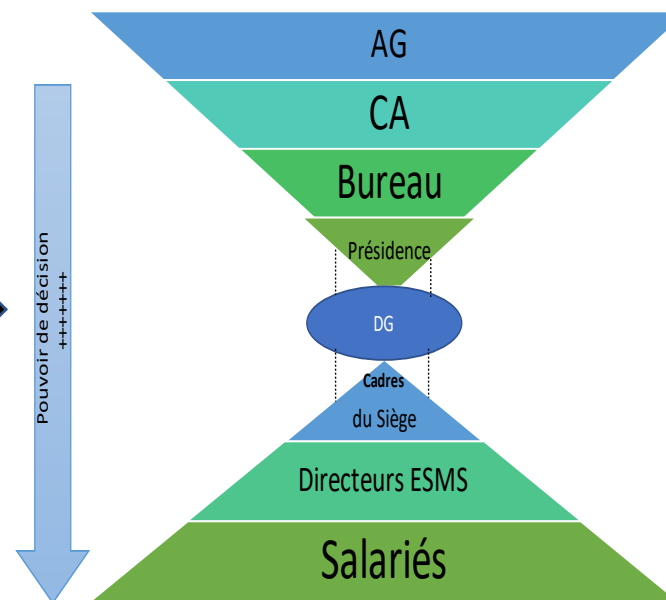 AG
CA
Bureau
Présidence
DG
Cadres
du Siège
Directeurs ESMS
Salariés
Pouvoir de décision
+++++++